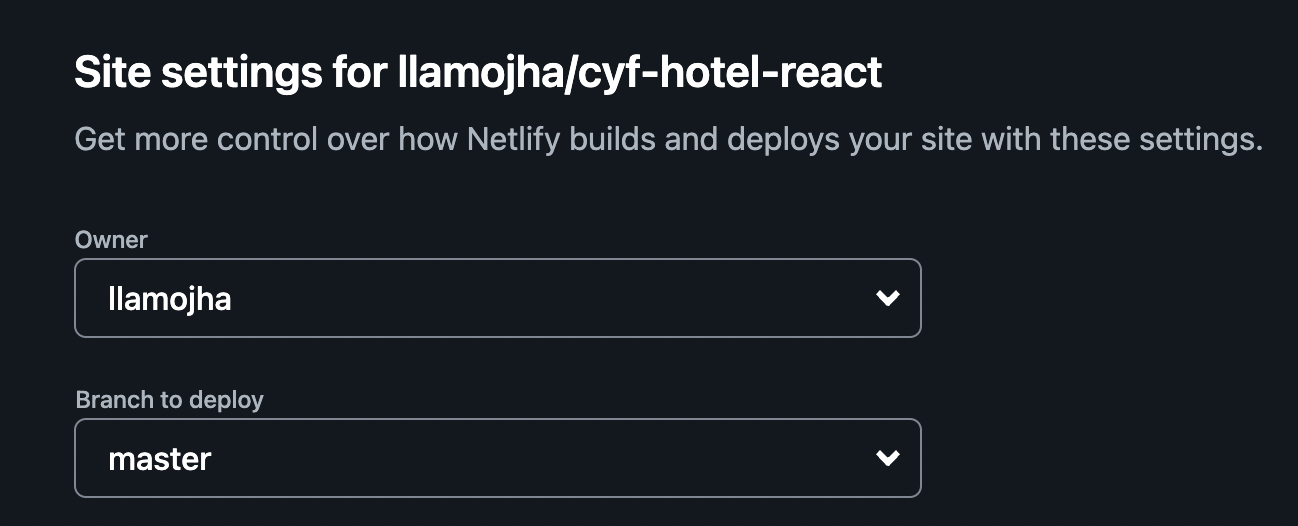 Site settings for llamojha/cyf-hotel-react
Get more control over how Netlify builds and deploys your site with these settings.
Owner
llamojha
Branch to deploy
master